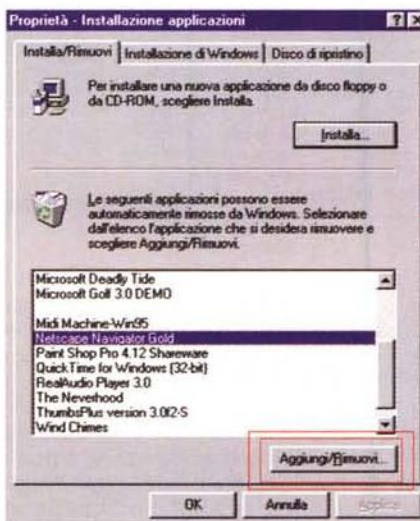 Proprietà - Installazione applicazioni
Installa/Rimuovi
Installazione di Windows
Disco di ripristino
Per installare una nuova applicazione da disco floppy o
da CD-ROM, scegliere Installa.
Installa...
Le seguenti applicazioni possono essere
automaticamente rimosse da Windows. Selezionare
dall'elenco l'applicazione che si desidera rimuovere e
scegliere Aggiungi/Rimuovi.
Microsoft Deadly Tide
Microsoft Golf 3.0 DEMO
Midi Machine-Win95
Netscape Navigator Gold
Paint Shop Pro 4.12 Shareware
QuickTime for Windows (32-bit)
RealAudio Player 3.0
The Neverhood
ThumbsPlus version 3.0f2-S
Wind Chimes
Aggiungi/Rimuovi...
OK
Annulla
Applica